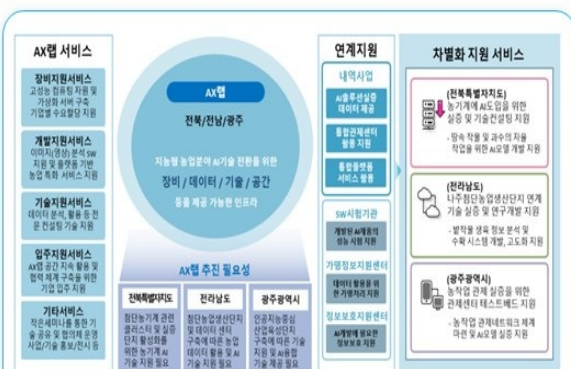 AX랩 서비스
장비지원서비스
고성능 컴퓨팅 자원 및
가상화 서버 구축
기업별 수요할당 지원
개발지원서비스
이미지(영상) 분석 SW
지원 및 플랫폼 기반
농업 특화 서비스 지원
기술지원서비스
데이터 분석, 활용 등 전
문 컨설팅 기술 지원
입주지원서비스
AX랩 공간 지속 활용 및
협력 체계 구축을 위한
기업 입주 지원
기타서비스
작은세미나를 통한 기
술 공유 및 협의체 운영
사업/기술 홍보/전시 등
AX랩
전북/전남/광주
지능형 농업분야 AI기술 전환을 위한
장비 / 데이터 / 기술 / 공간
등을 제공 가능한 인프라
AX랩 추진 필요성
전북특별자치도
첨단농기계 관련
클러스터 및 실증
단지 활성화를
위한 농기계 AI
기술 지원 필요
전라남도
첨단농업생산단지
및 데이터 센터
구축에 따른 농업
데이터 활용 및 AI
기술 지원 필요
광주광역시
인공지능중심
산업육성단지
구축에 따른 기술
지원 및 AI융합
기술 제공 필요
연계지원
내역사업
AI솔루션실증
데이터 제공
통합관제센터
활용 지원
통합플랫폼
서비스 활용
SW시험기관
개발된 AI제품의
성능 시험 지원
가명정보지원센터
데이터 활용을 위
한 가명처리 지원
정보보호지원센터
AI개발에 필요한
정보보호 지원
차별화 지원 서비스
(전북특별자치도)
농기계에 AI도입을 위한
실증 및 기술컨설팅 지원
- 땅속 작물 및 과수의 자율
작업을 위한 AI모델 개발 지원
(전라남도)
나주첨단농업생산단지 연계
기술 실증 및 연구개발 지원
- 밭작물 생육 정보 분석 및
수확 시스템 개발, 고도화 지원
(광주광역시)
농작업 관제 실증을 위한
관제센터 테스트베드 지원
- 농작업 관제네트워크 체계
마련 및 AI모델 실증 지원